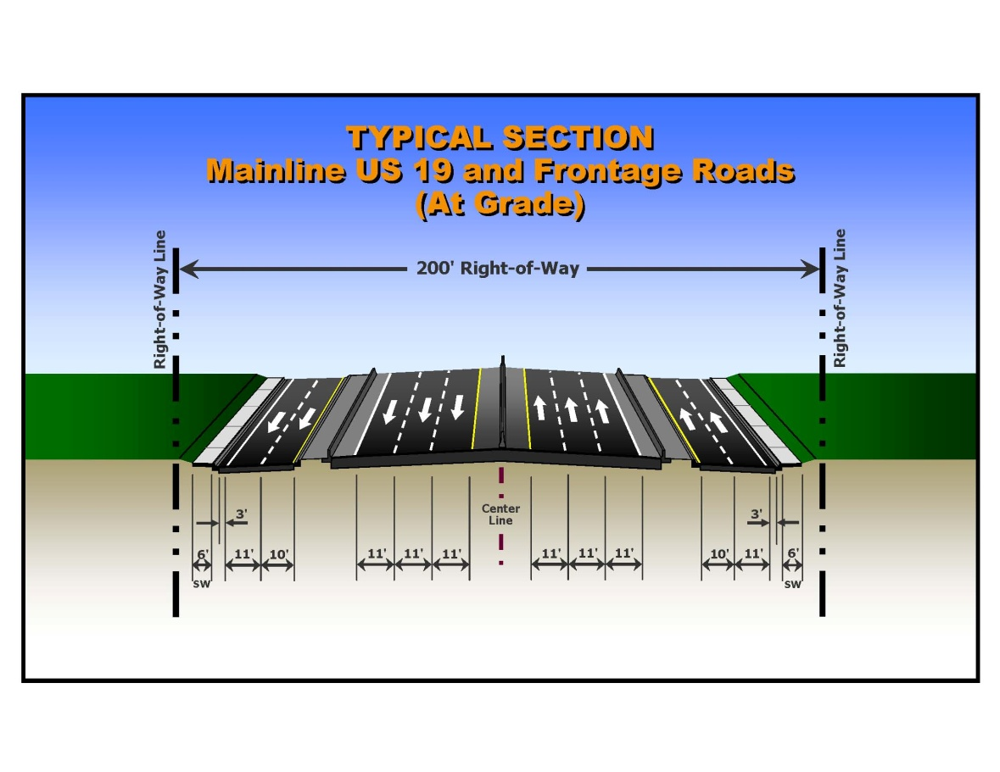 TYPICAL SECTION
Mainline US 19 and Frontage Roads
(At Grade)
Right-of-Way Line
200' Right-of-Way
Right-of-Way Line
Center
Line
3'
3'
6'
11'
10'
11'
11'
11'
11'
11'
11'
10'
11'
6'
SW
SW